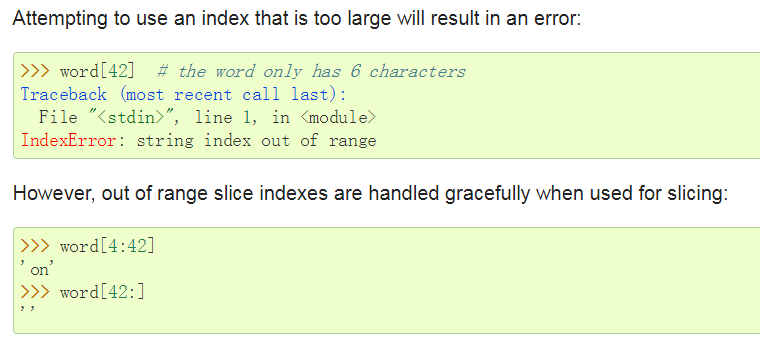 Attempting to use an index that is too large will result in an error:
>>> word[42]  # the word only has 6 characters
Traceback (most recent call last):
  File "<stdin>", line 1, in <module>
IndexError: string index out of range
However, out of range slice indexes are handled gracefully when used for slicing:
>>> word[4:42]
'on'
>>> word[42:]
''